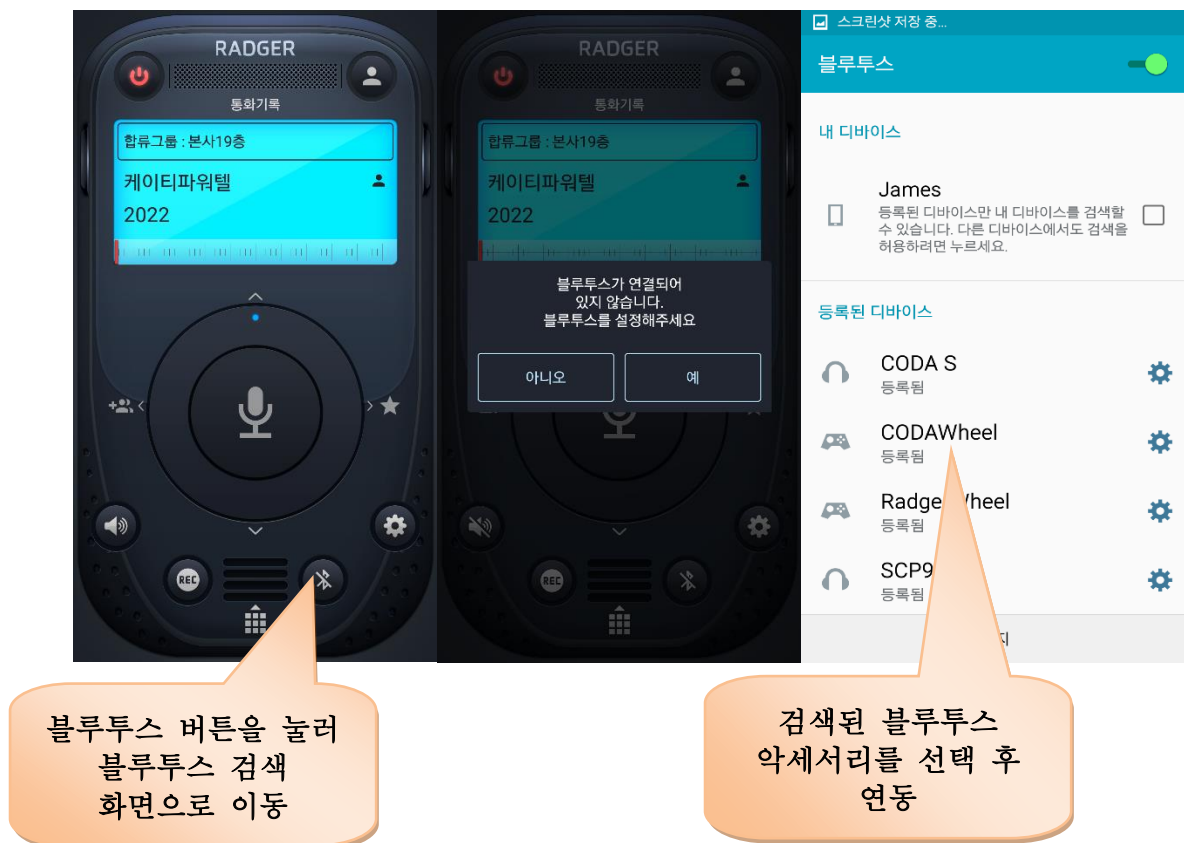 RADGER
통화기록
합류그룹 : 본사19층
케이티파워텔
2022
REC
RADGER
통화기록
합류그룹 : 본사19층
케이티파워텔
2022
블루투스가 연결되어
있지 않습니다.
블루투스를 설정해주세요
아니오
예
REC
스크린샷 저장 중...
블루투스
내 디바이스
James
등록된 디바이스만 내 디바이스를 검색할
수 있습니다. 다른 디바이스에서도 검색을
허용하려면 누르세요.
등록된 디바이스
CODA S
등록됨
CODAWheel
등록됨
등록됨
등록됨
블루투스 버튼을 눌러
블루투스 검색
화면으로 이동
검색된 블루투스
악세서리를 선택 후
연동